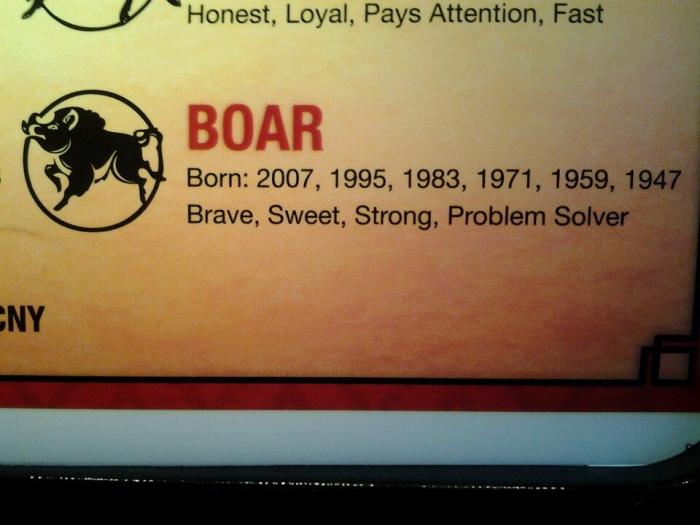 Honest, Loyal, Pays Attention, Fast
BOAR
Born: 2007, 1995, 1983, 1971, 1959, 1947
Brave, Sweet, Strong, Problem Solver
CNY